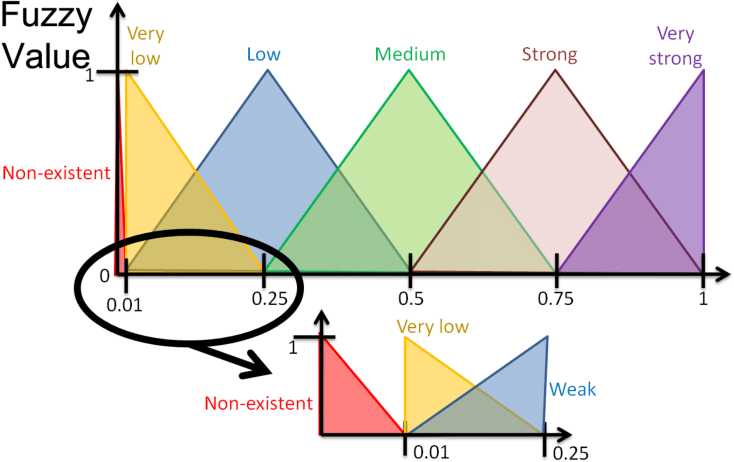 Fuzzy
Value
Very
low
Low
Medium
Strong
Very
strong
1
Non-existent
0
0.01
0.25
0.5
0.75
1
Very low
1
Non-existent
Weak
0.01
0.25